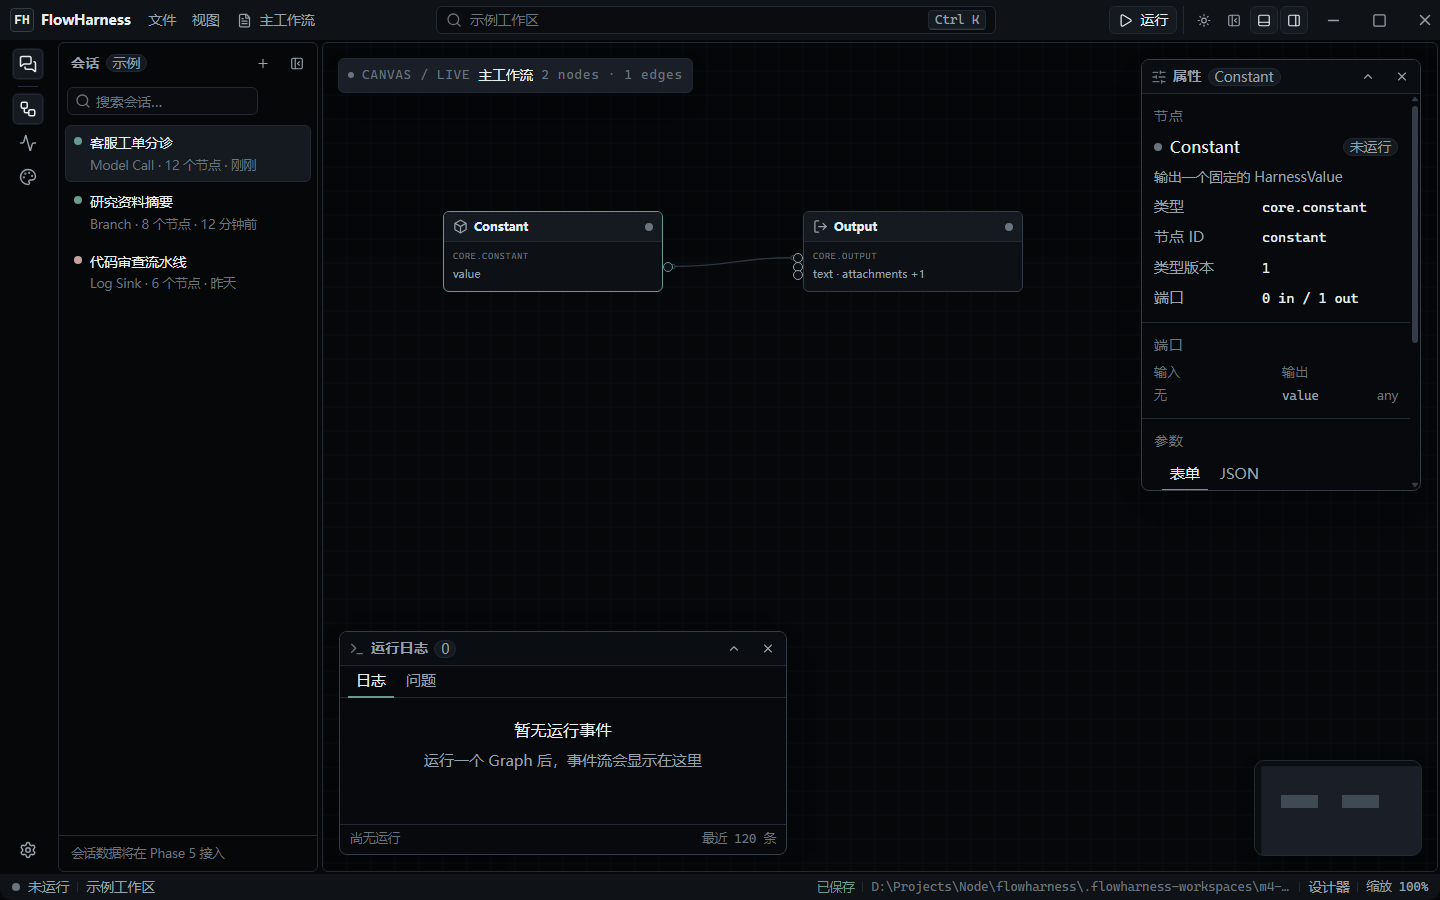 FH FlowHarness 文件 视图 主工作流 示例工作区 Ctrl K 运行
会话 示例
搜索会话...
客服工单分诊
Model Call · 12 个节点 · 刚刚
研究资料摘要
Branch · 8 个节点 · 12 分钟前
代码审查流水线
Log Sink · 6 个节点 · 昨天
会话数据将在 Phase 5 接入
CANVAS / LIVE 主工作流 2 nodes · 1 edges
Constant
CORE.CONSTANT
value
Output
CORE.OUTPUT
text · attachments +1
属性 Constant
节点
Constant 未运行
输出一个固定的 HarnessValue
类型 core.constant
节点 ID constant
类型版本 1
端口 0 in / 1 out
端口
输入 输出
无 value any
参数
表单 JSON
运行日志 0
日志 问题
暂无运行事件
运行一个 Graph 后，事件流会显示在这里
尚无运行 最近 120 条
未运行 示例工作区 已保存 D:\Projects\Node\flowharness\.flowharness-workspaces\m4-… 设计器 缩放 100%